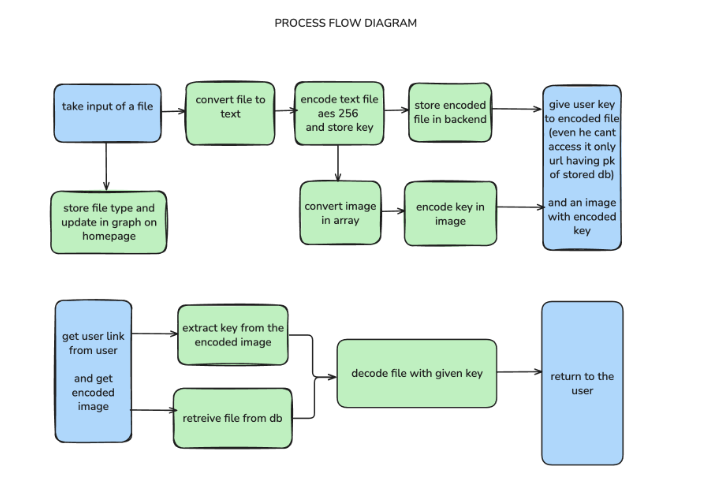 PROCESS FLOW DIAGRAM
take input of a file
convert file to
text
encode text file
aes 256
and store key
store encoded
file in backend
give user key
to encoded file
(even he cant
access it only
url having pk
of stored db)
and an image
with encoded
key
store file type and
update in graph on
homepage
convert image
in array
encode key in
image
get user link
from user
and get
encoded
image
extract key from the
encoded image
retreive file from db
decode file with given key
return to the
user